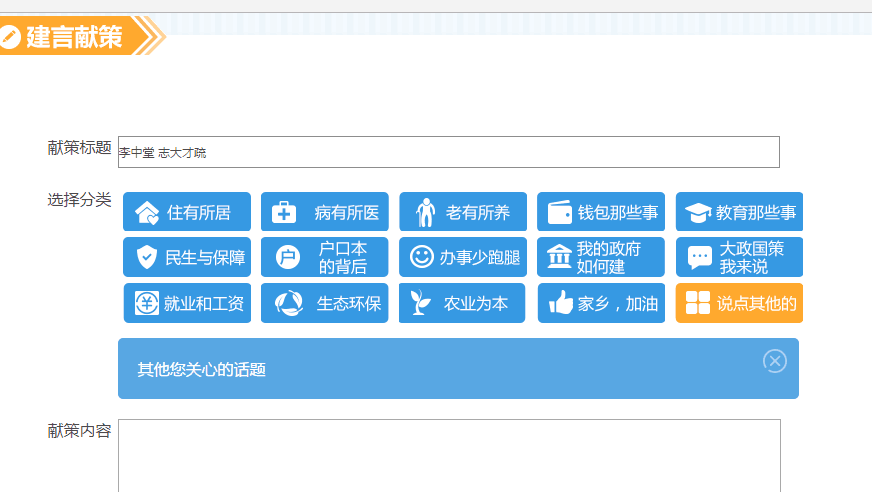 建言献策
献策标题
李中堂 志大才疏
选择分类
住有所居
病有所医
老有所养
钱包那些事
教育那些事
民生与保障
户
户口本
的背后
办事少跑腿
我的政府
如何建
大政国策
我来说
就业和工资
生态环保
农业为本
家乡，加油
说点其他的
其他您关心的话题
献策内容